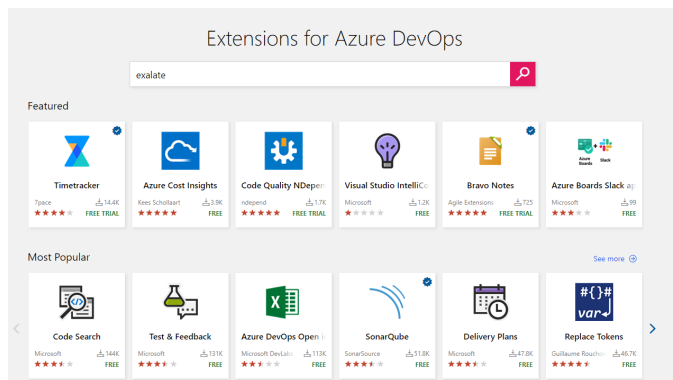 Extensions for Azure DevOps
exalate
Featured
Timetracker
7pace 14.4K
FREE TRIAL
Azure Cost Insights
Kees Schollaart 3.9K
FREE
Code Quality NDepen
ndepend 1.7K
FREE TRIAL
Visual Studio IntelliCo
Microsoft 1.2K
FREE
Bravo Notes
Agile Extensions 725
FREE TRIAL
Azure Boards Slack
Azure Boards Slack ap
Microsoft 99
FREE
Most Popular
See more
Code Search
Microsoft 144K
FREE
Test & Feedback
Microsoft 131K
FREE
X
Azure DevOps Open i
Microsoft DevLabs 113K
FREE
SonarQube
SonarSource 51.8K
FREE
Delivery Plans
Microsoft 47.8K
FREE
#{}#
var
Replace Tokens
Guillaume Rouchon 46.7K
FREE